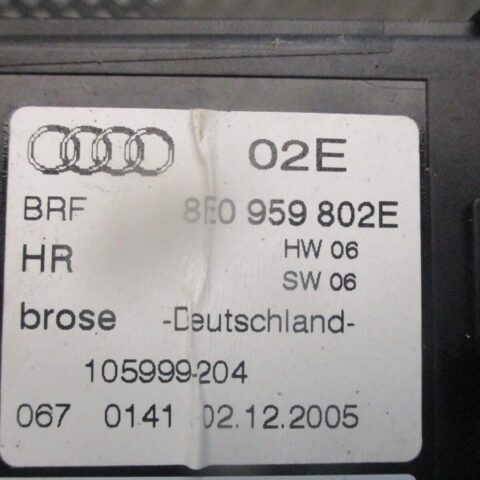 02E
BRF 8E0 959 802E
HR HW 06
SW 06
brose -Deutschland-
105999-204
067 0141 02.12.2005